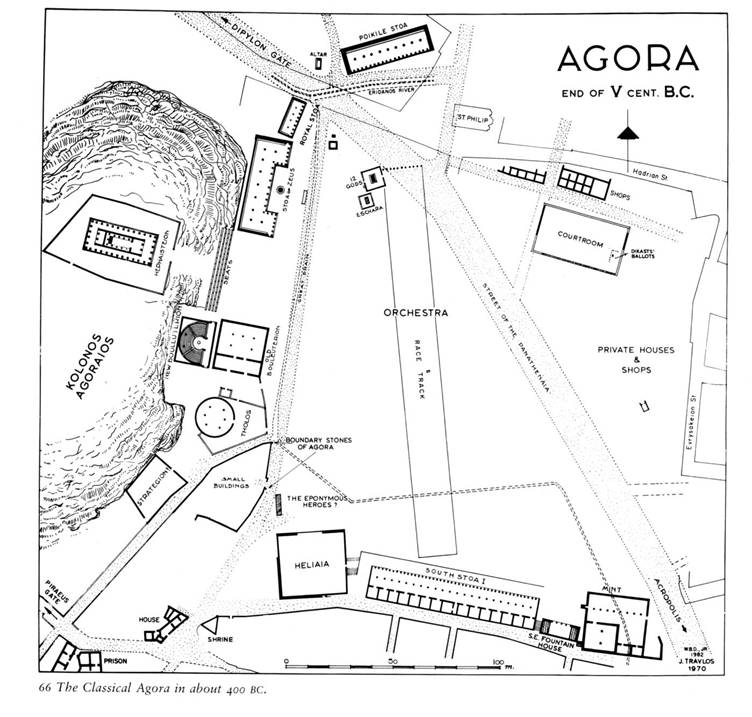 AGORA
END OF V CENT. B.C.
DIPYLON GATE
ALTAR
POIKILE STOA
ERIDANOS RIVER
ROYAL STOA
ST. PHILIP
Hadrian St
SHOPS
STOA OF ZEUS
12 GODS
ESCHARA
COURTROOM
DIKASTS'
BALLOTS
HEPHAISTEION
SEATS
GREAT DRAIN
ORCHESTRA
&
RACE TRACK
STREET OF THE PANATHENAIA
KOLONOS
AGORAIOS
NEW BOULEUTERION
OLD
BOULEUTERION
PRIVATE HOUSES
&
SHOPS
Evrysakeion St
THOLOS
BOUNDARY STONES
OF AGORA
STRATEGEION
SMALL
BUILDINGS
THE EPONYMOUS
HEROES ?
HELIAIA
SOUTH STOA I
MINT
ACROPOLIS
PIRAEUS
GATE
HOUSE
SHRINE
S.E. FOUNTAIN
HOUSE
PRISON
0 50 100 m.
W.B.D. JR
1982
J. TRAVLOS
1970
66 The Classical Agora in about 400 BC.